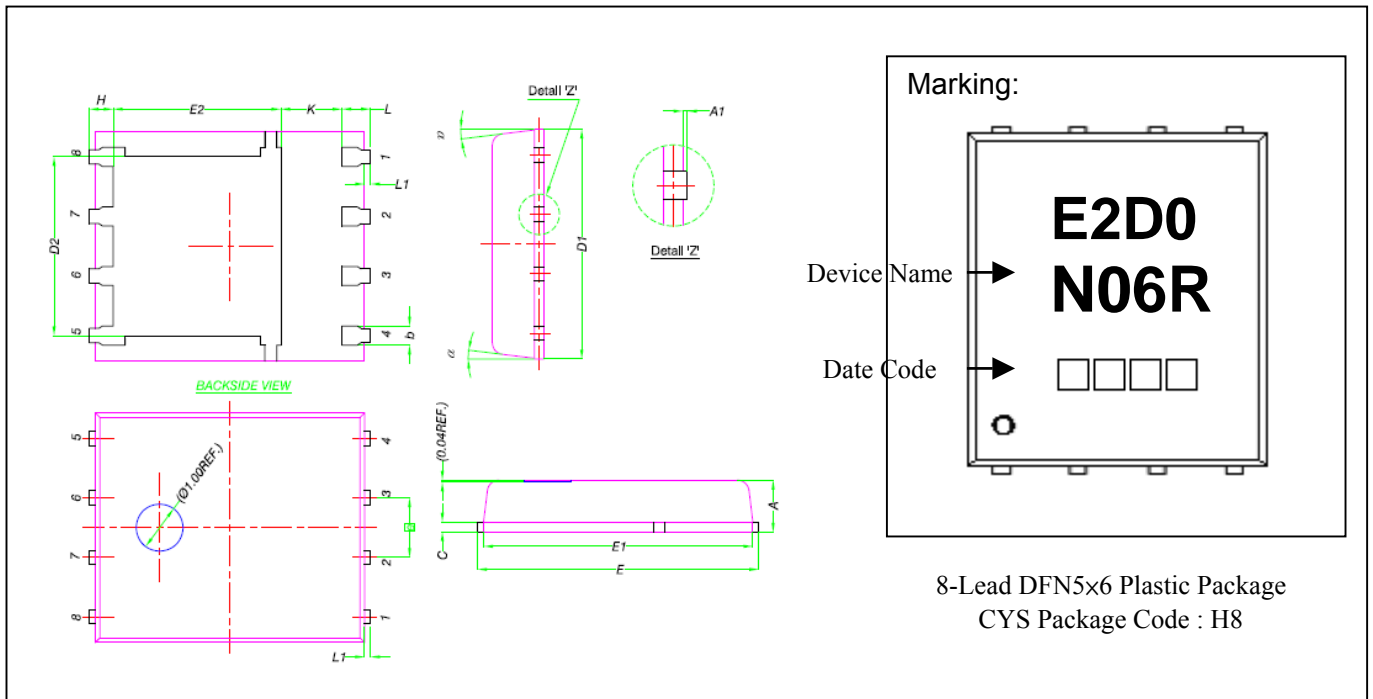 H
E2
K
L
8
1
L1
7
2
D2
6
3
5
4
b
BACKSIDE VIEW
Detail 'Z'
α
D1
α
A1
Detail 'Z'
5
4
(Ø1.00REF.)
6
3
7
2
8
1
L1
(0.04REF.)
A
C
E1
E
Marking:
E2D0
N06R
Device Name
Date Code
8-Lead DFN5×6 Plastic Package
CYS Package Code : H8